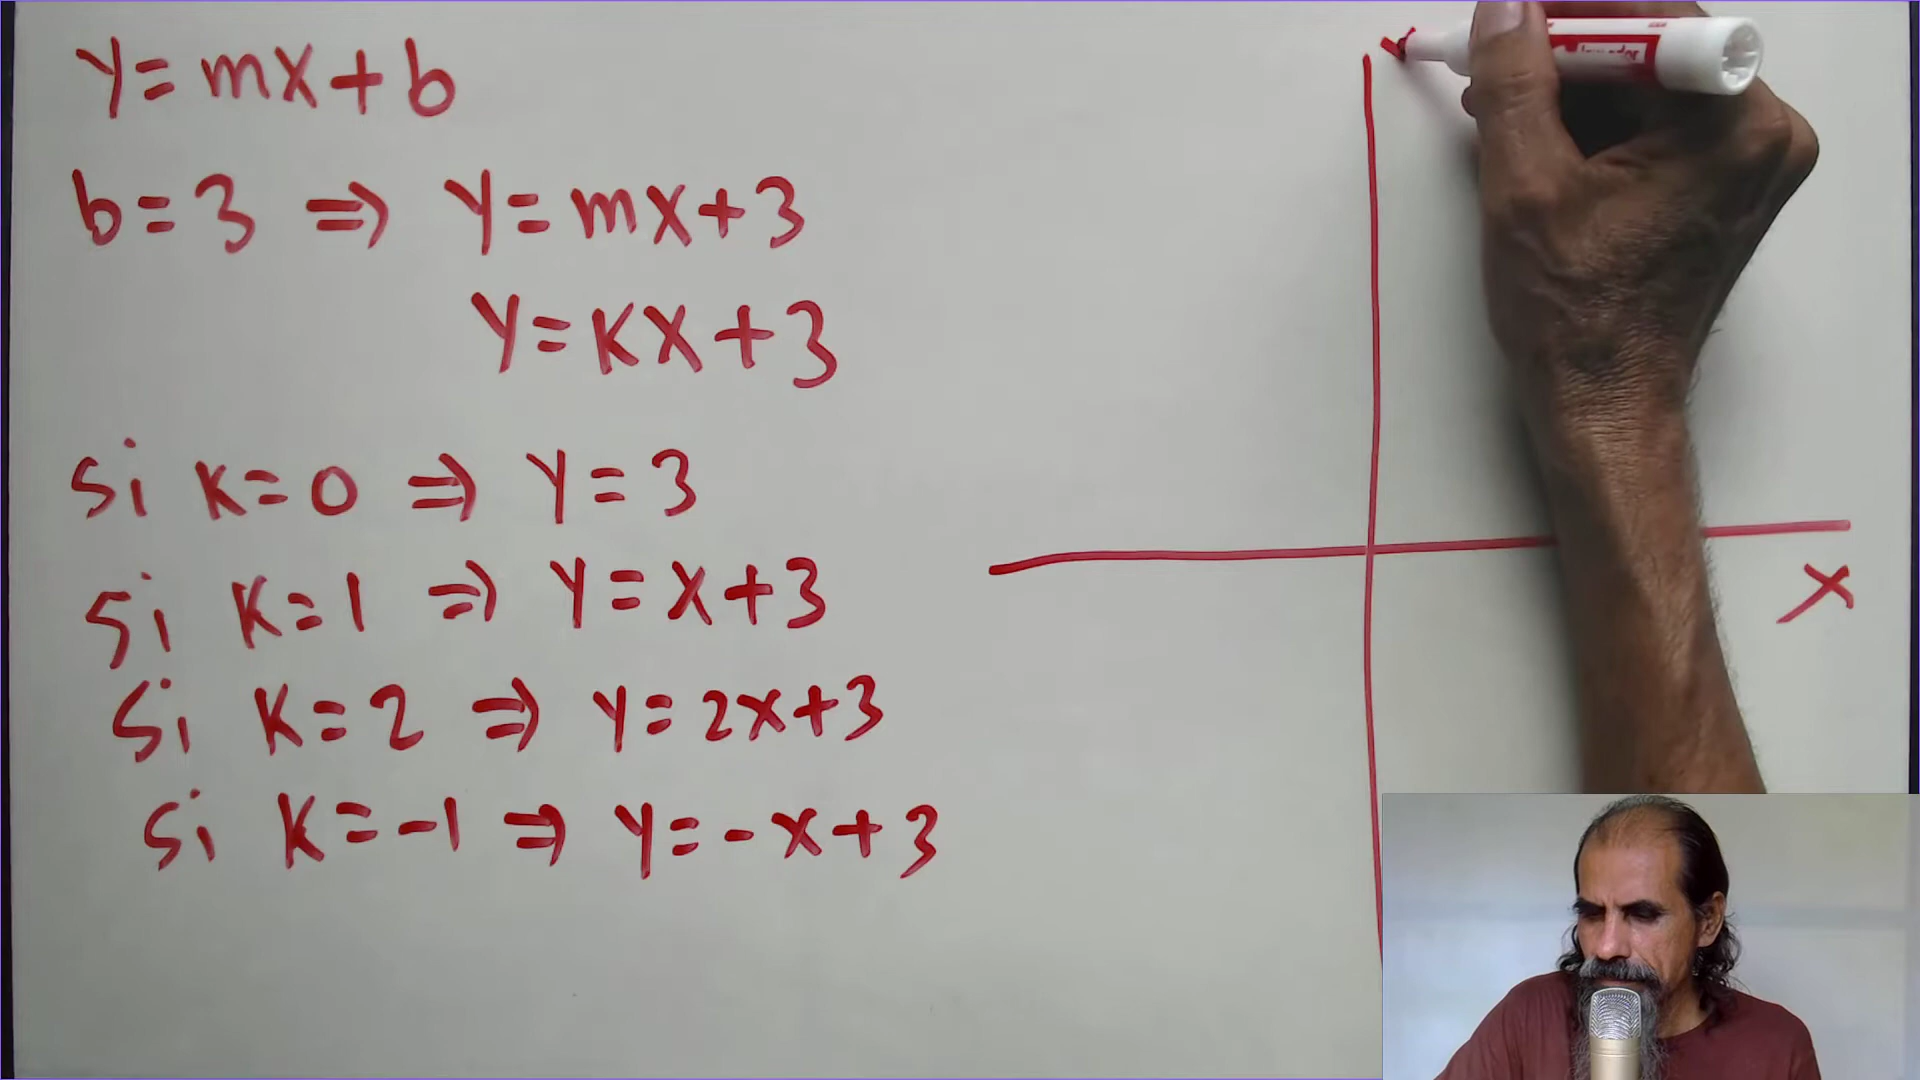 y = mx + b
b = 3 ⇒ y = mx + 3
y = kx + 3
Si k = 0 ⇒ y = 3
Si k = 1 ⇒ y = x + 3
Si k = 2 ⇒ y = 2x + 3
Si k = -1 ⇒ y = -x + 3
x